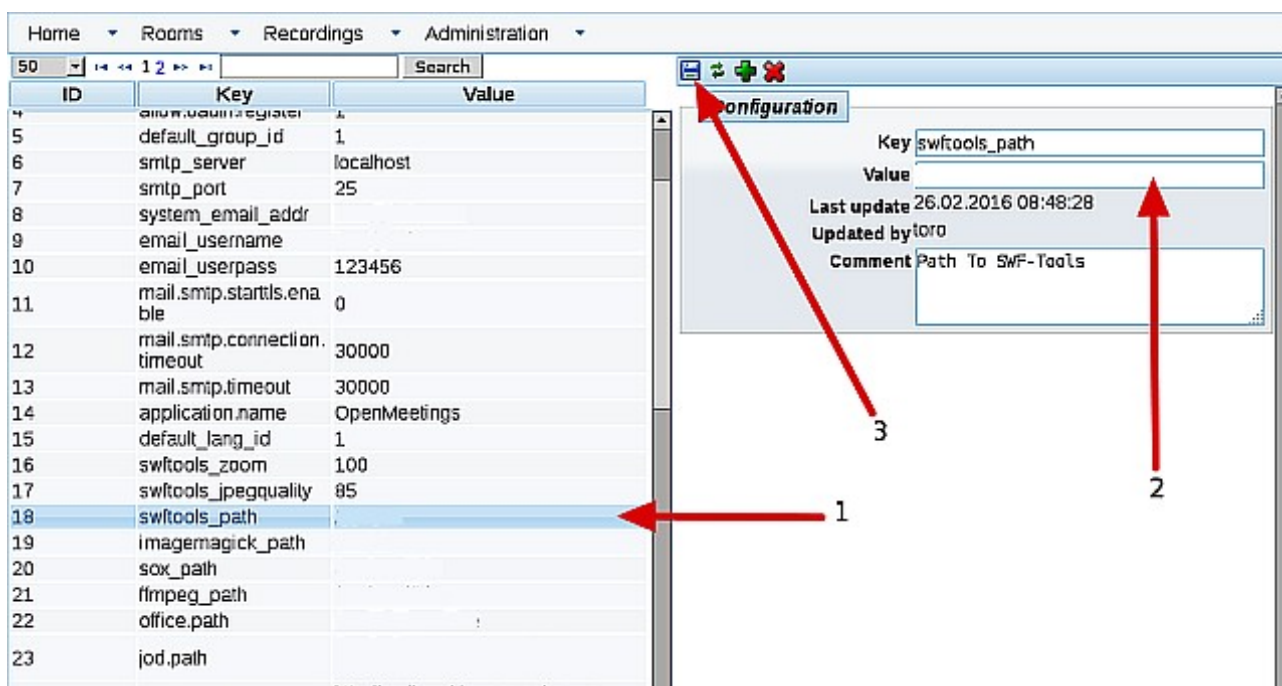 Home Rooms Recordings Administration
50 1 2 Search
ID Key Value
5 default_group_id 1
6 smtp_server localhost
7 smtp_port 25
8 system_email_addr
9 email_username
10 email_userpass 123456
11 mail.smtp.starttls.ena
ble 0
12 mail.smtp.connection.
timeout 30000
13 mail.smtp.timeout 30000
14 application.name OpenMeetings
15 default_lang_id 1
16 swftools_zoom 100
17 swftools_jpegquality 85
18 swftools_path
19 imagemagick_path
20 sox_path
21 ffmpeg_path
22 office.path
23 jod.path
Configuration
Key swftools_path
Value
Last update 26.02.2016 08:48:28
Updated by toro
Comment Path To SWF-Tools
3
2
1